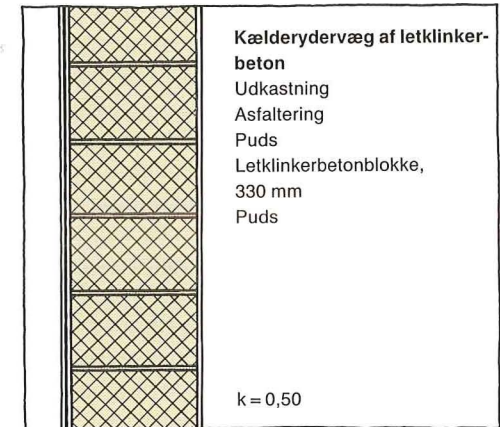 Kælderydervæg af letklinker-
beton
Udkastning
Asfaltering
Puds
Letklinkerbetonblokke,
330 mm
Puds
k = 0,50